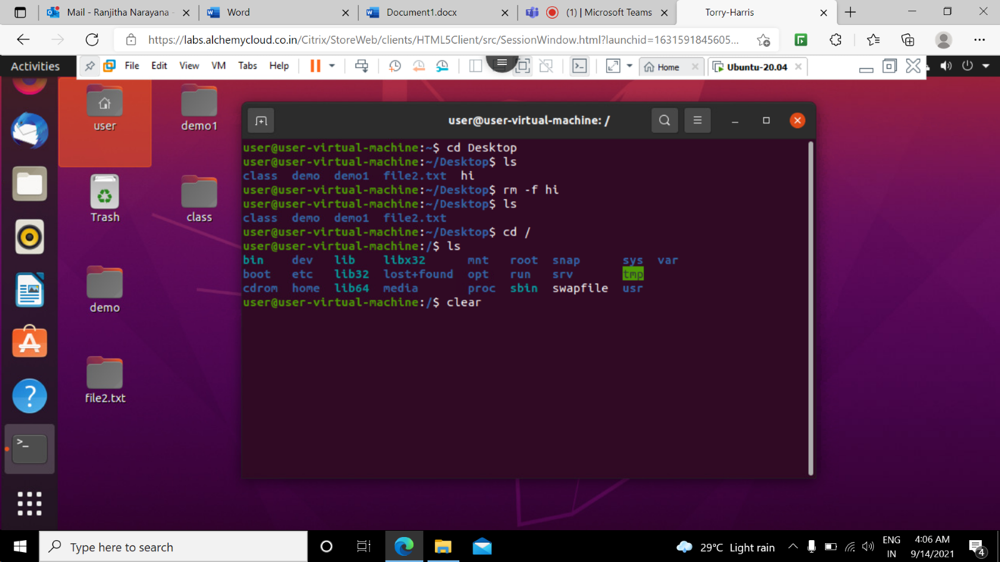 Mail - Ranjitha Narayana - Word Document1.docx (1) | Microsoft Teams Torry-Harris
https://labs.alchemycloud.co.in/Citrix/StoreWeb/clients/HTML5Client/src/SessionWindow.html?launchid=1631591845605...
Activities File Edit View VM Tabs Help Home Ubuntu-20.04
user demo1
user@user-virtual-machine: /
user@user-virtual-machine:~$ cd Desktop
user@user-virtual-machine:~/Desktop$ ls
class demo demo1 file2.txt hi
user@user-virtual-machine:~/Desktop$ rm -f hi
user@user-virtual-machine:~/Desktop$ ls
class demo demo1 file2.txt
user@user-virtual-machine:~/Desktop$ cd /
user@user-virtual-machine:/$ ls
bin dev lib libx32 mnt root snap sys var
boot etc lib32 lost+found opt run srv tmp
cdrom home lib64 media proc sbin swapfile usr
user@user-virtual-machine:/$ clear
Trash class
demo
file2.txt
Type here to search
29°C Light rain
ENG
IN
4:06 AM
9/14/2021
4